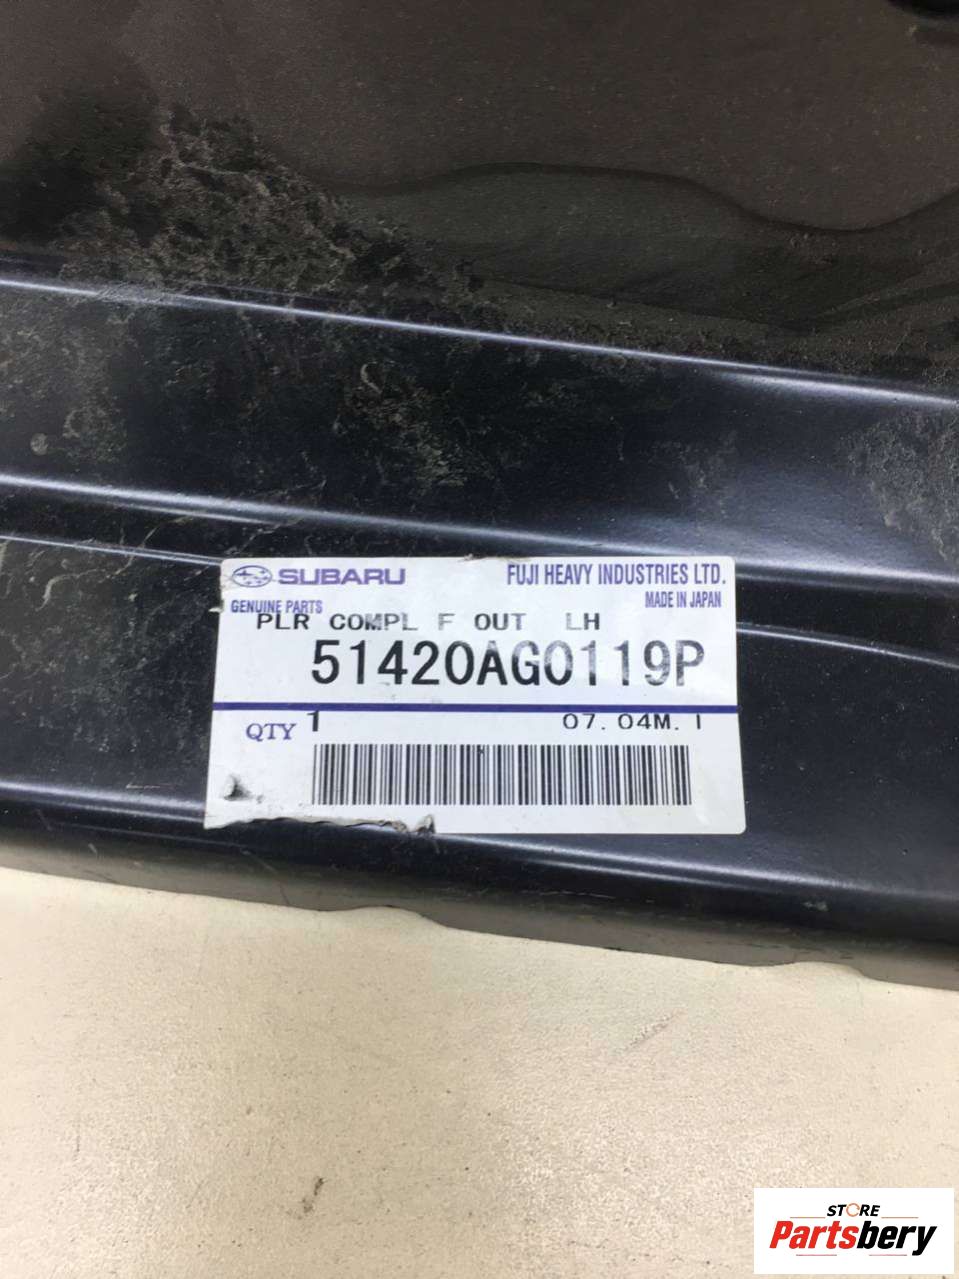 SUBARU FUJI HEAVY INDUSTRIES LTD.
GENUINE PARTS MADE IN JAPAN
PLR COMPL F OUT LH
51420AG0119P
QTY 1 07.04M. I
STORE
Partsbery